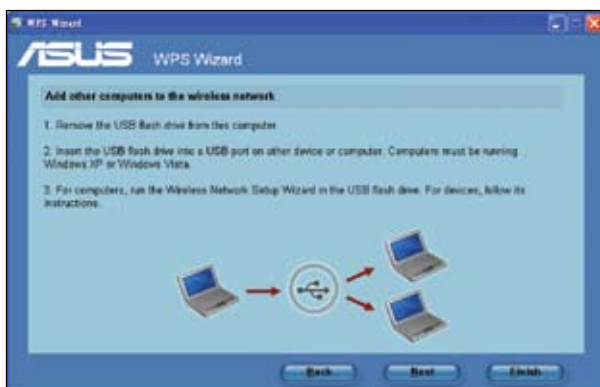 WPS Wizard
ASUS WPS Wizard
Add other computers to the wireless network
1. Remove the USB flash drive from this computer.
2. Insert the USB flash drive into a USB port on other device or computer. Computers must be running
Windows XP or Windows Vista.
3. For computers, run the Wireless Network Setup Wizard in the USB flash drive. For devices, follow its
instructions.
Back Next Finish